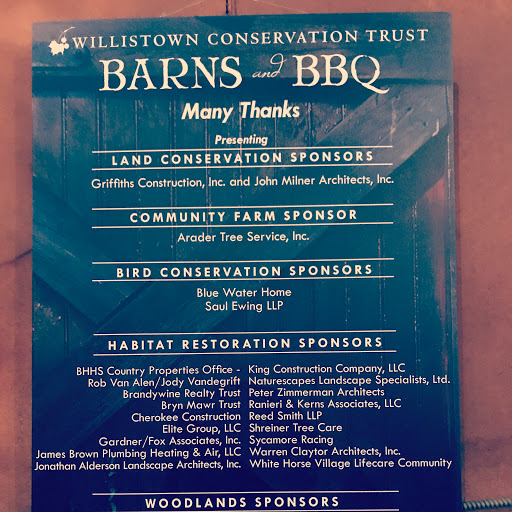 WILLISTOWN CONSERVATION TRUST
BARNS and BBQ
Many Thanks
Presenting
LAND CONSERVATION SPONSORS
Griffiths Construction, Inc. and John Milner Architects, Inc.
COMMUNITY FARM SPONSOR
Arader Tree Service, Inc.
BIRD CONSERVATION SPONSORS
Blue Water Home
Saul Ewing LLP
HABITAT RESTORATION SPONSORS
BHHS Country Properties Office -
Rob Van Alen/Jody Vandegrift
Brandywine Realty Trust
Bryn Mawr Trust
Cherokee Construction
Elite Group, LLC
Gardner/Fox Associates, Inc.
James Brown Plumbing Heating & Air, LLC
Jonathan Alderson Landscape Architects, Inc.
King Construction Company, LLC
Naturescapes Landscape Specialists, Ltd.
Peter Zimmerman Architects
Ranieri & Kerns Associates, LLC
Reed Smith LLP
Shreiner Tree Care
Sycamore Racing
Warren Claytor Architects, Inc.
White Horse Village Lifecare Community
WOODLANDS SPONSORS